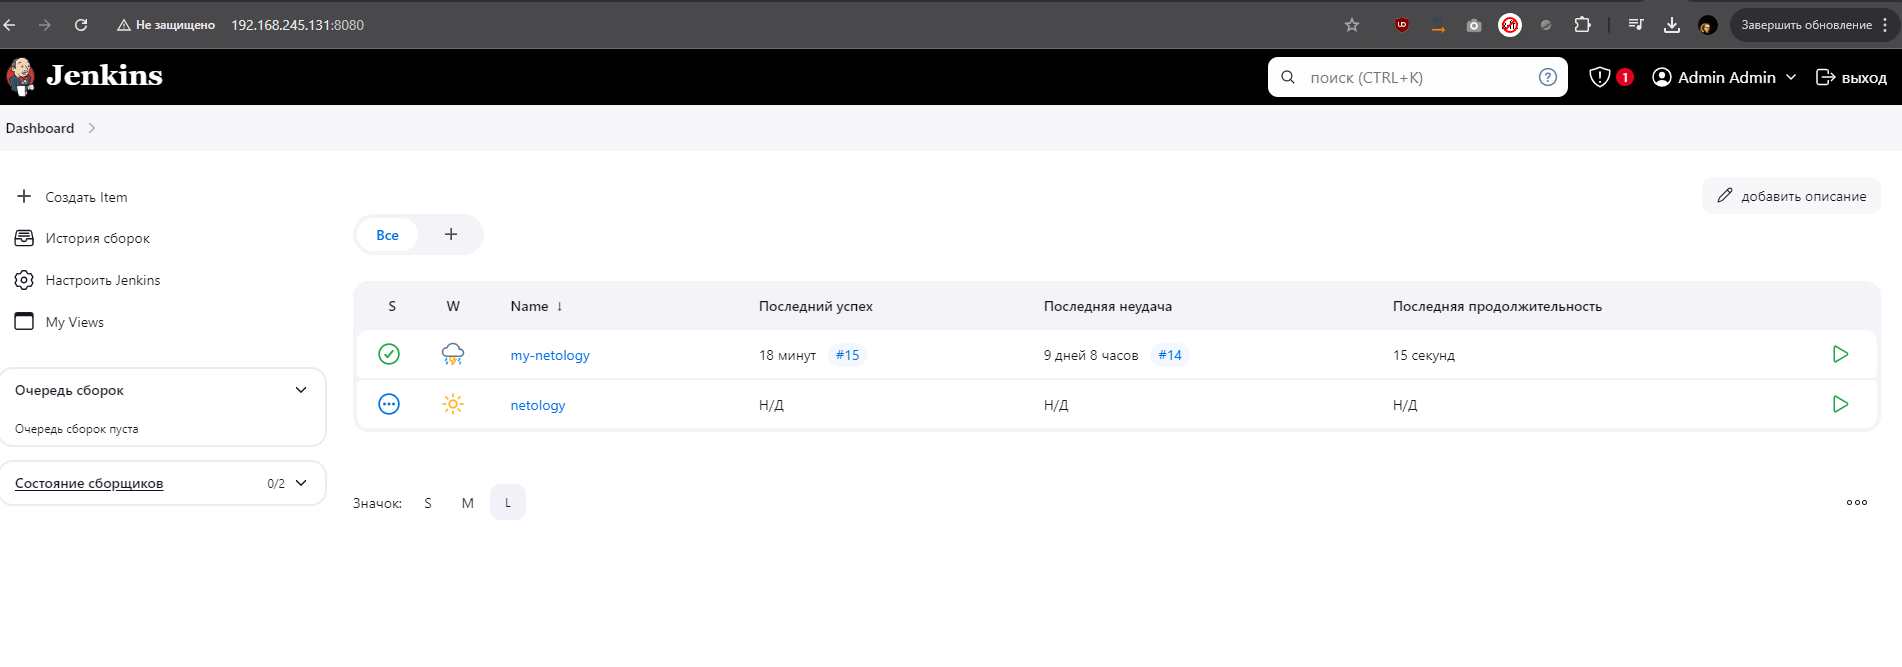 Не защищено 192.168.245.131:8080 Завершить обновление
Jenkins поиск (CTRL+K) 1 Admin Admin выход
Dashboard
Создать Item
добавить описание
История сборок
Все
Настроить Jenkins
My Views
S W Name ↓ Последний успех Последняя неудача Последняя продолжительность
my-netology 18 минут #15 9 дней 8 часов #14 15 секунд
netology Н/Д Н/Д Н/Д
Очередь сборок
Очередь сборок пуста
Состояние сборщиков 0/2
Значок: S M L